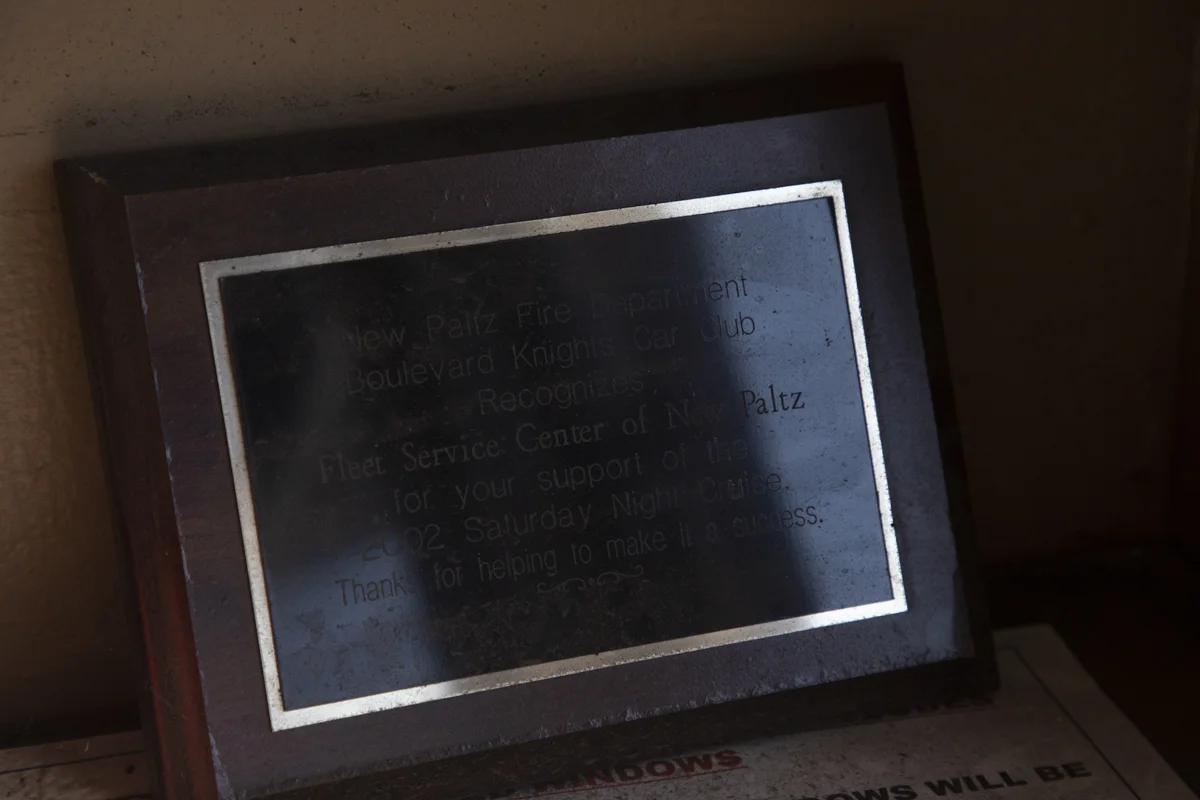 New Paltz Fire Department
Boulevard Knights Car Club
Recognizes
Fleet Service Center of New Paltz
for your support of the
2002 Saturday Night Cruise.
Thanks for helping to make it a success.
WINDOWS
WINDOWS WILL BE